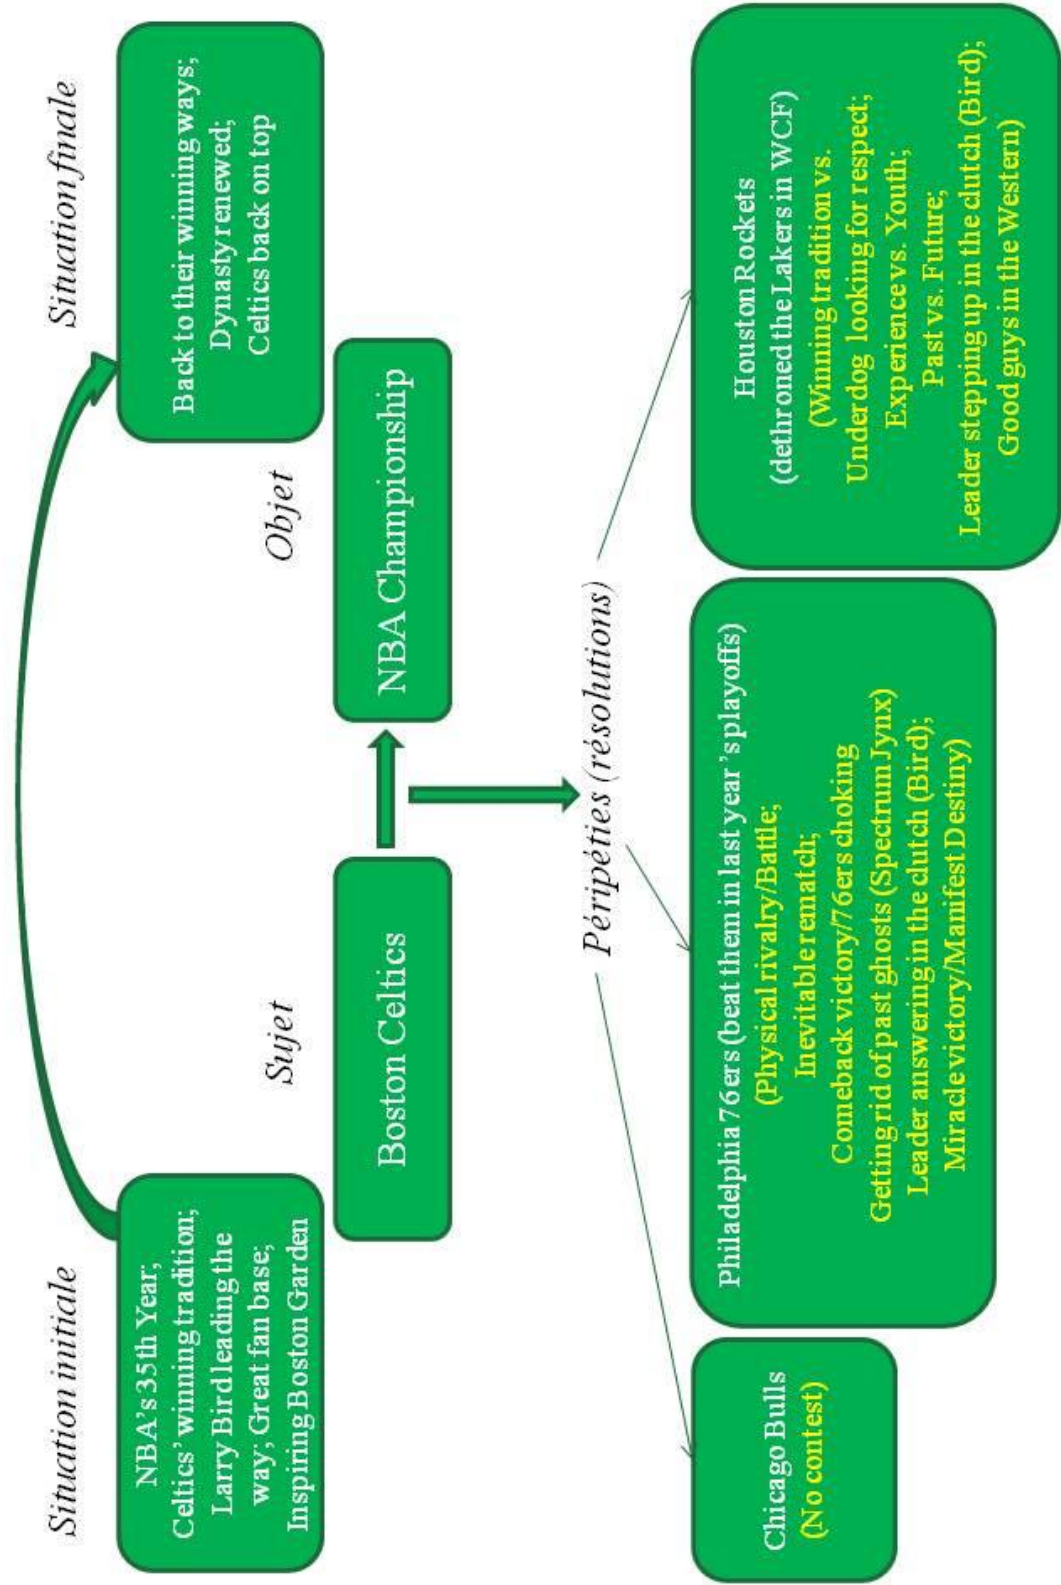 Situation initiale
NBA's 35th Year;
Celtics' winning tradition;
Larry Bird leading the
way; Great fan base;
Inspiring Boston Garden
Situation finale
Back to their winning ways;
Dynasty renewed;
Celtics back on top
Sujet
Boston Celtics
Objet
NBA Championship
Péripéties (résolutions)
Chicago Bulls
(No contest)
Philadelphia 76ers (beat them in last year's playoffs)
(Physical rivalry/Battle;
Inevitable rematch;
Comeback victory/76ers choking
Getting rid of past ghosts (Spectrum Jynx)
Leader answering in the clutch (Bird);
Miracle victory/Manifest Destiny)
Houston Rockets
(dethroned the Lakers in WCF)
(Winning tradition vs.
Underdog looking for respect;
Experience vs. Youth;
Past vs. Future;
Leader stepping up in the clutch (Bird);
Good guys in the Western)